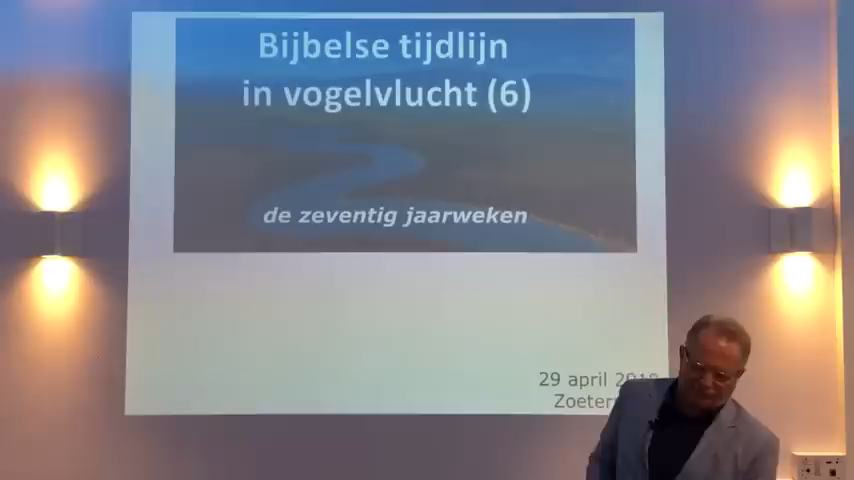 Bijbelse tijdlijn
in vogelvlucht (6)
de zeventig jaarweken
29 april